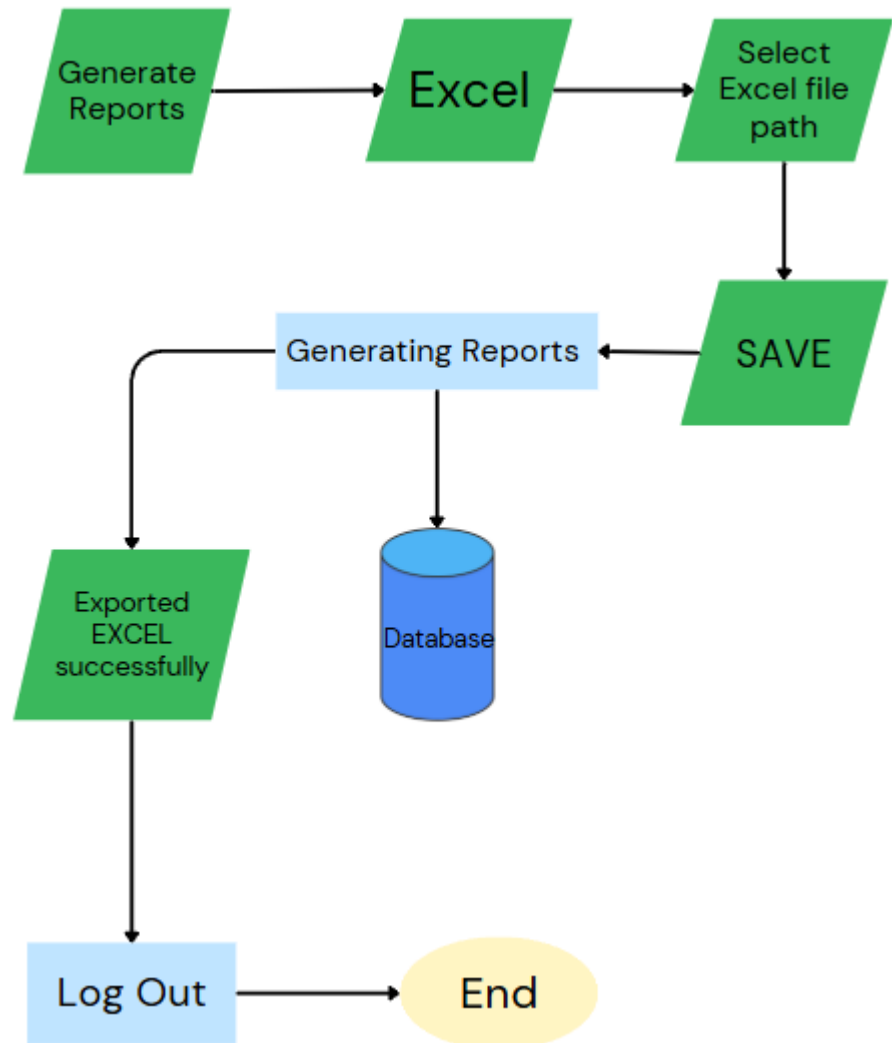 Generate
Reports
Excel
Select
Excel file
path
SAVE
Generating Reports
Database
Exported
EXCEL
successfully
Log Out
End